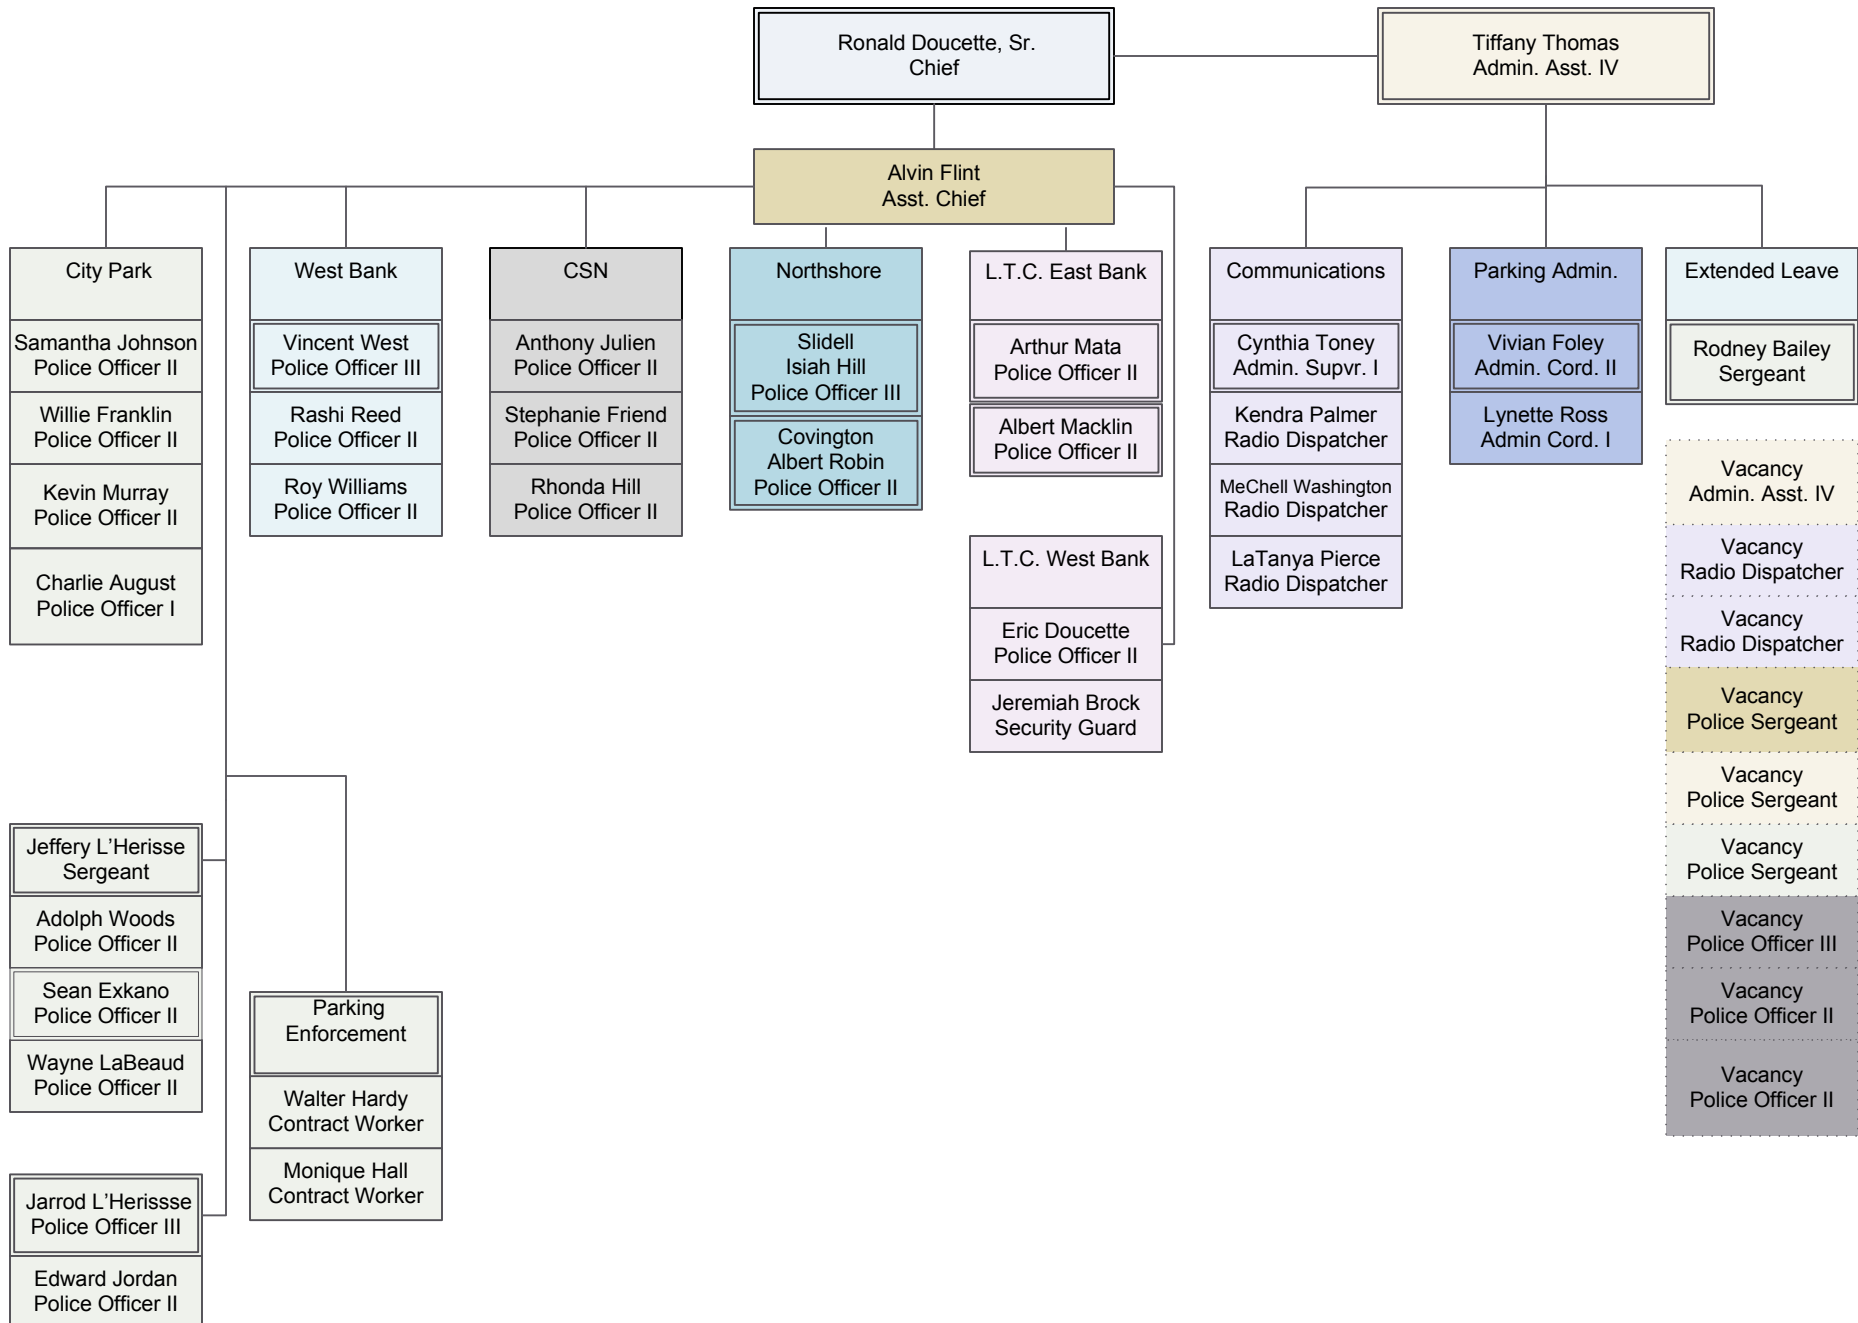 Ronald Doucette, Sr.
Chief
Tiffany Thomas
Admin. Asst. IV
Alvin Flint
Asst. Chief
City Park
Samantha Johnson
Police Officer II
Willie Franklin
Police Officer II
Kevin Murray
Police Officer II
Charlie August
Police Officer I
West Bank
Vincent West
Police Officer III
Rashi Reed
Police Officer II
Roy Williams
Police Officer II
CSN
Anthony Julien
Police Officer II
Stephanie Friend
Police Officer II
Rhonda Hill
Police Officer II
Northshore
Slidell
Isiah Hill
Police Officer III
Covington
Albert Robin
Police Officer II
L.T.C. East Bank
Arthur Mata
Police Officer II
Albert Macklin
Police Officer II
L.T.C. West Bank
Eric Doucette
Police Officer II
Jeremiah Brock
Security Guard
Communications
Cynthia Toney
Admin. Supvr. I
Kendra Palmer
Radio Dispatcher
MeChell Washington
Radio Dispatcher
LaTanya Pierce
Radio Dispatcher
Parking Admin.
Vivian Foley
Admin. Cord. II
Lynette Ross
Admin Cord. I
Extended Leave
Rodney Bailey
Sergeant
Vacancy
Admin. Asst. IV
Vacancy
Radio Dispatcher
Vacancy
Radio Dispatcher
Vacancy
Police Sergeant
Vacancy
Police Sergeant
Vacancy
Police Sergeant
Vacancy
Police Officer III
Vacancy
Police Officer II
Vacancy
Police Officer II
Jeffery L’Herisse
Sergeant
Adolph Woods
Police Officer II
Sean Exkano
Police Officer II
Wayne LaBeaud
Police Officer II
Parking
Enforcement
Walter Hardy
Contract Worker
Monique Hall
Contract Worker
Jarrod L’Herissse
Police Officer III
Edward Jordan
Police Officer II